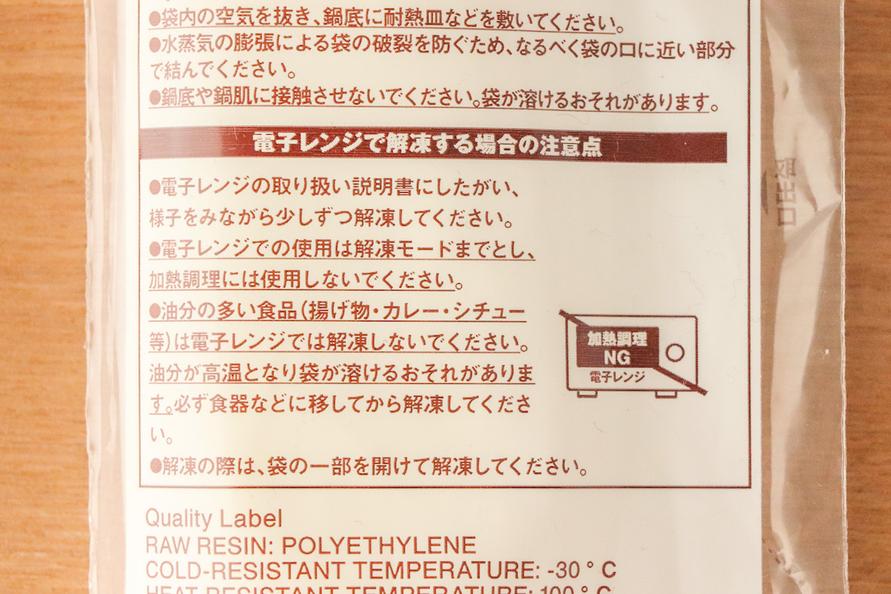 ●袋内の空気を抜き、鍋底に耐熱皿などを敷いてください。
●水蒸気の膨張による袋の破裂を防ぐため、なるべく袋の口に近い部分
で結んでください。
●鍋底や鍋肌に接触させないでください。袋が溶けるおそれがあります。
電子レンジで解凍する場合の注意点
●電子レンジの取り扱い説明書にしたがい、
様子をみながら少しずつ解凍してください。
●電子レンジでの使用は解凍モードまでとし、
加熱調理には使用しないでください。
●油分の多い食品(揚げ物・カレー・シチュー
等)は電子レンジでは解凍しないでください。
油分が高温となり袋が溶けるおそれがありま
す。必ず食器などに移してから解凍してくださ
い。
●解凍の際は、袋の一部を開けて解凍してください。
加熱調理
NG
電子レンジ
Quality Label
RAW RESIN: POLYETHYLENE
COLD-RESISTANT TEMPERATURE: -30°C
HEAT-RESISTANT TEMPERATURE: 100°C